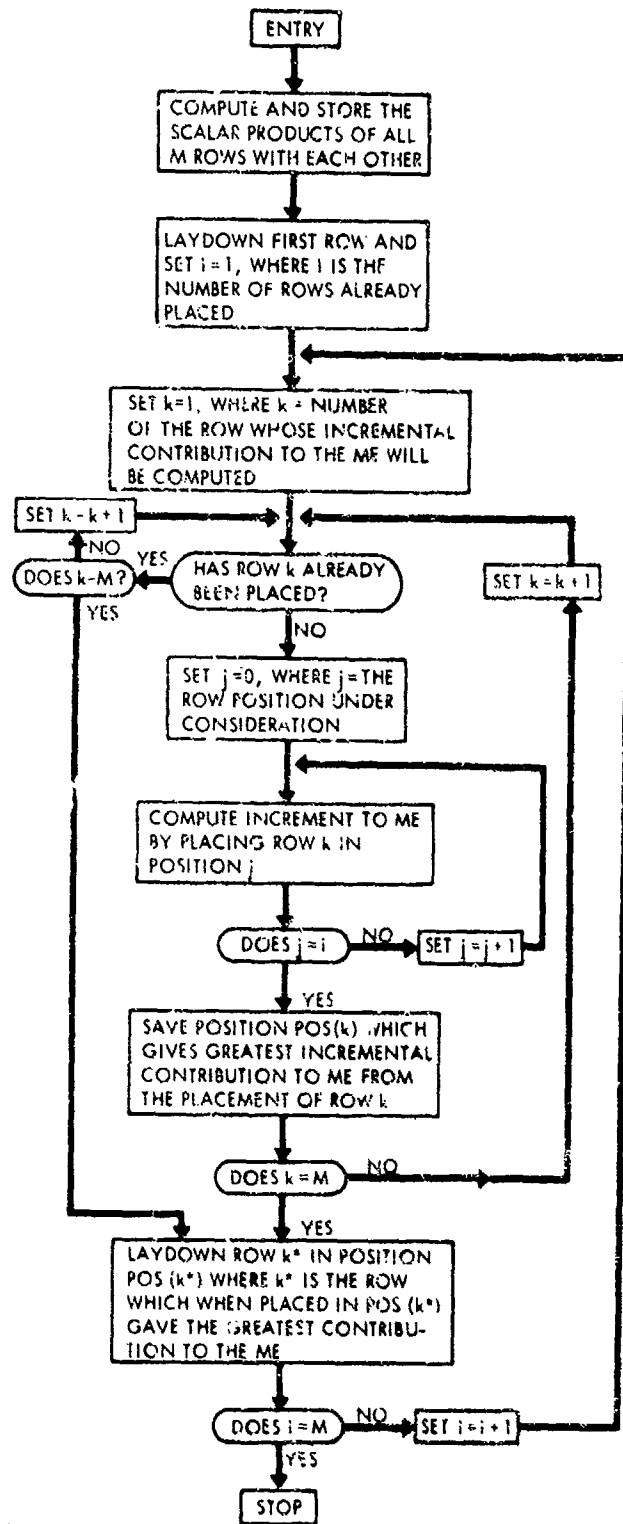 ENTRY
COMPUTE AND STORE THE
SCALAR PRODUCTS OF ALL
M ROWS WITH EACH OTHER
LAYDOWN FIRST ROW AND
SET i=1, WHERE i IS THE
NUMBER OF ROWS ALREADY
PLACED
SET k=1, WHERE k = NUMBER
OF THE ROW WHOSE INCREMENTAL
CONTRIBUTION TO THE ME WILL
BE COMPUTED
SET k-k+1
NO
DOES k-M?
YES
YES
HAS ROW k ALREADY
BEEN PLACED?
SET k=k+1
NO
SET j=0, WHERE j=THE
ROW POSITION UNDER
CONSIDERATION
COMPUTE INCREMENT TO ME
BY PLACING ROW k IN
POSITION j
DOES j=i
NO
SET j=j+1
YES
SAVE POSITION POS(k) WHICH
GIVES GREATEST INCREMENTAL
CONTRIBUTION TO ME FROM
THE PLACEMENT OF ROW k
DOES k=M
NO
YES
LAYDOWN ROW k* IN POSITION
POS (k*) WHERE k* IS THE ROW
WHICH WHEN PLACED IN POS (k*)
GAVE THE GREATEST CONTRIBU-
TION TO THE ME
DOES i=M
NO
SET i=i+1
YES
STOP